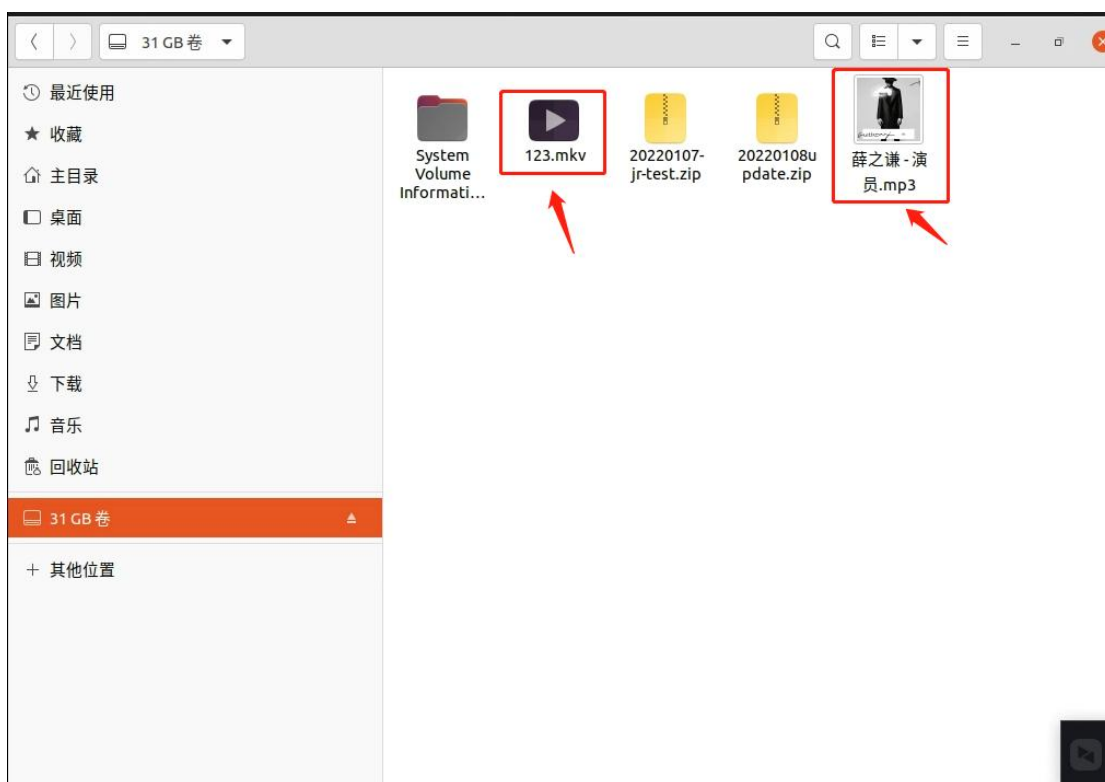 31 GB 卷
最近使用
收藏
主目录
桌面
视频
图片
文档
下载
音乐
回收站
31 GB 卷
其他位置
System
Volume
Informati...
123.mkv
20220107-
jr-test.zip
20220108u
pdate.zip
薛之谦 - 演
员.mp3